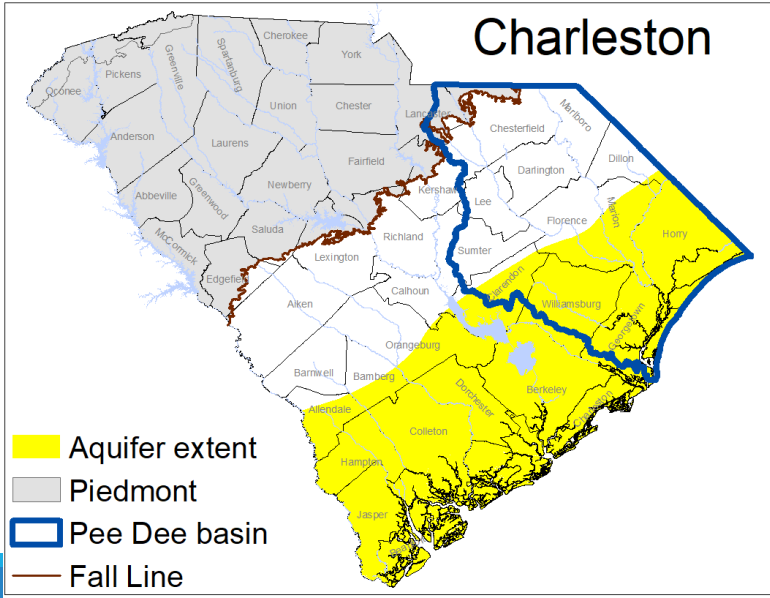 Charleston
Cherokee
York
Spartanburg
Greenville
Pickens
Oconee
Union
Chester
Lancaster
Anderson
Laurens
Fairfield
Chesterfield
Marlboro
Dillon
Darlington
Abbeville
Greenwood
Newberry
Kershaw
Lee
Florence
Marion
Horry
McCormick
Saluda
Edgefield
Lexington
Richland
Sumter
Clarendon
Williamsburg
Georgetown
Aiken
Calhoun
Orangeburg
Barnwell
Bamberg
Berkeley
Dorchester
Charleston
Allendale
Colleton
Hampton
Jasper
Aquifer extent
Piedmont
Pee Dee basin
Fall Line